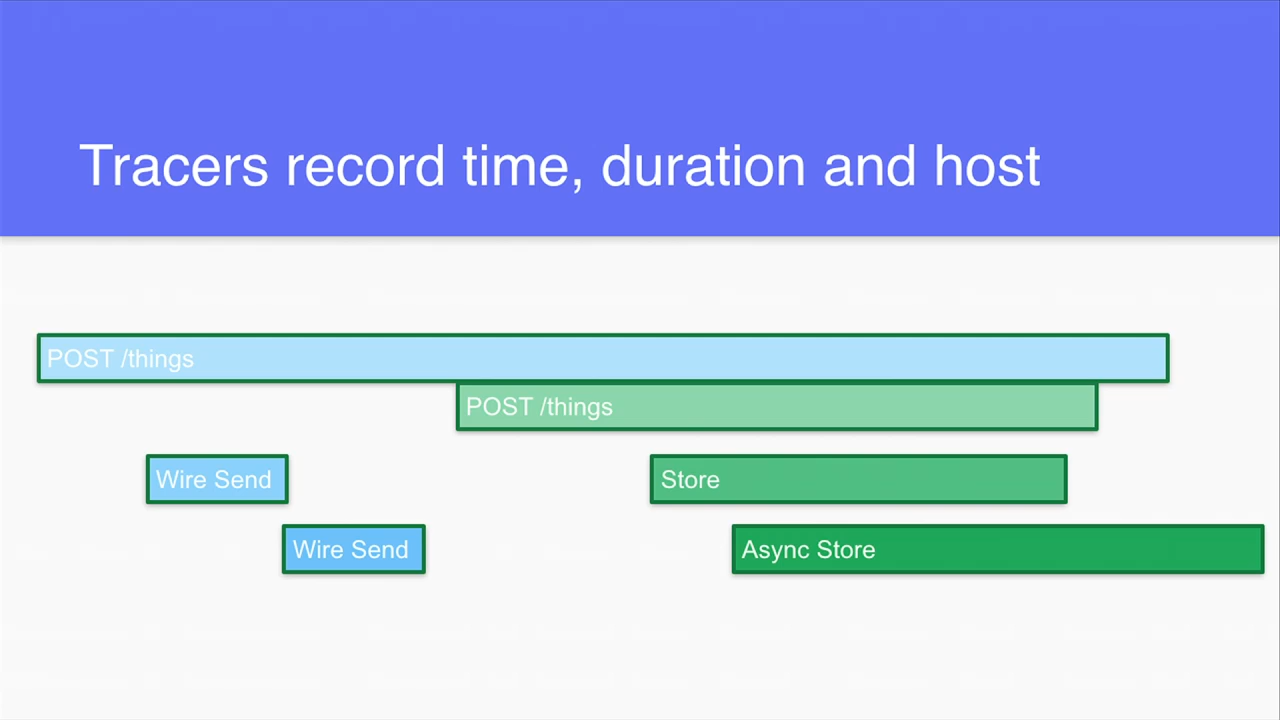 Tracers record time, duration and host
POST /things
POST /things
Wire Send
Store
Wire Send
Async Store